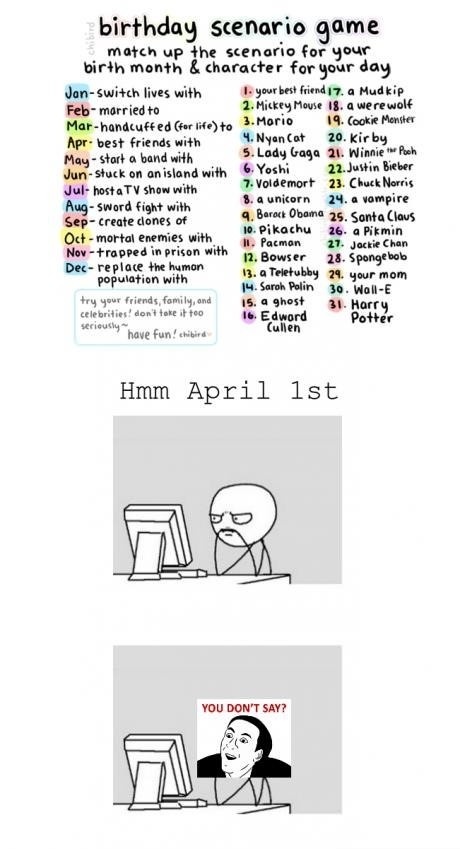 birthday scenario game
chibird
match up the scenario for your
birth month & character for your day
Jan-switch lives with
Feb-married to
Mar-handcuffed (for life) to
Apr-best friends with
May-start a band with
Jun-stuck on an island with
Jul-host a TV show with
Aug-sword fight with
Sep-create clones of
Oct-mortal enemies with
Nov-trapped in prison with
Dec-replace the human
population with
try your friends, family, and
celebrities! don't take it too
seriously~
have fun! chibird
1. your best friend
2. Mickey Mouse
3. Mario
4. Nyan Cat
5. Lady Gaga
6. Yoshi
7. Voldemort
8. a unicorn
9. Barack Obama
10. Pikachu
11. Pacman
12. Bowser
13. a Teletubby
14. Sarah Palin
15. a ghost
16. Edward
Cullen
17. a Mudkip
18. a werewolf
19. Cookie Monster
20. Kirby
21. Winnie the Pooh
22. Justin Bieber
23. Chuck Norris
24. a vampire
25. Santa Claus
26. a Pikmin
27. Jackie Chan
28. Spongebob
29. your mom
30. Wall-E
31. Harry
Potter
Hmm April 1st
YOU DON'T SAY?